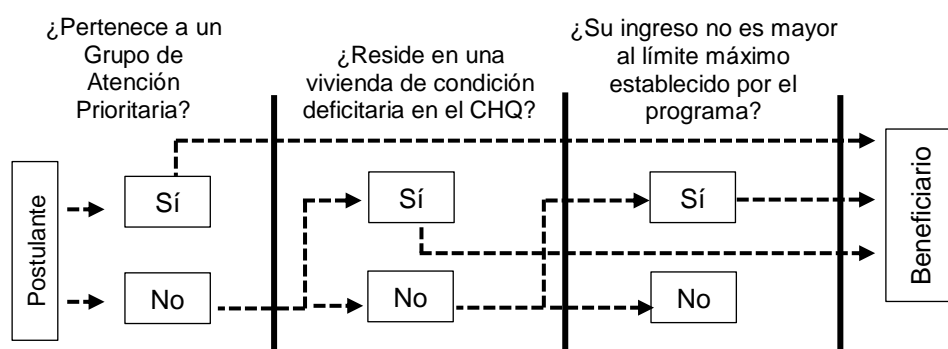 ¿Pertenece a un
Grupo de
Atención
Prioritaria?
¿Reside en una
vivienda de condición
deficitaria en el CHQ?
¿Su ingreso no es mayor
al límite máximo
establecido por el
programa?
Postulante
Sí
No
Sí
No
Sí
No
Beneficiario